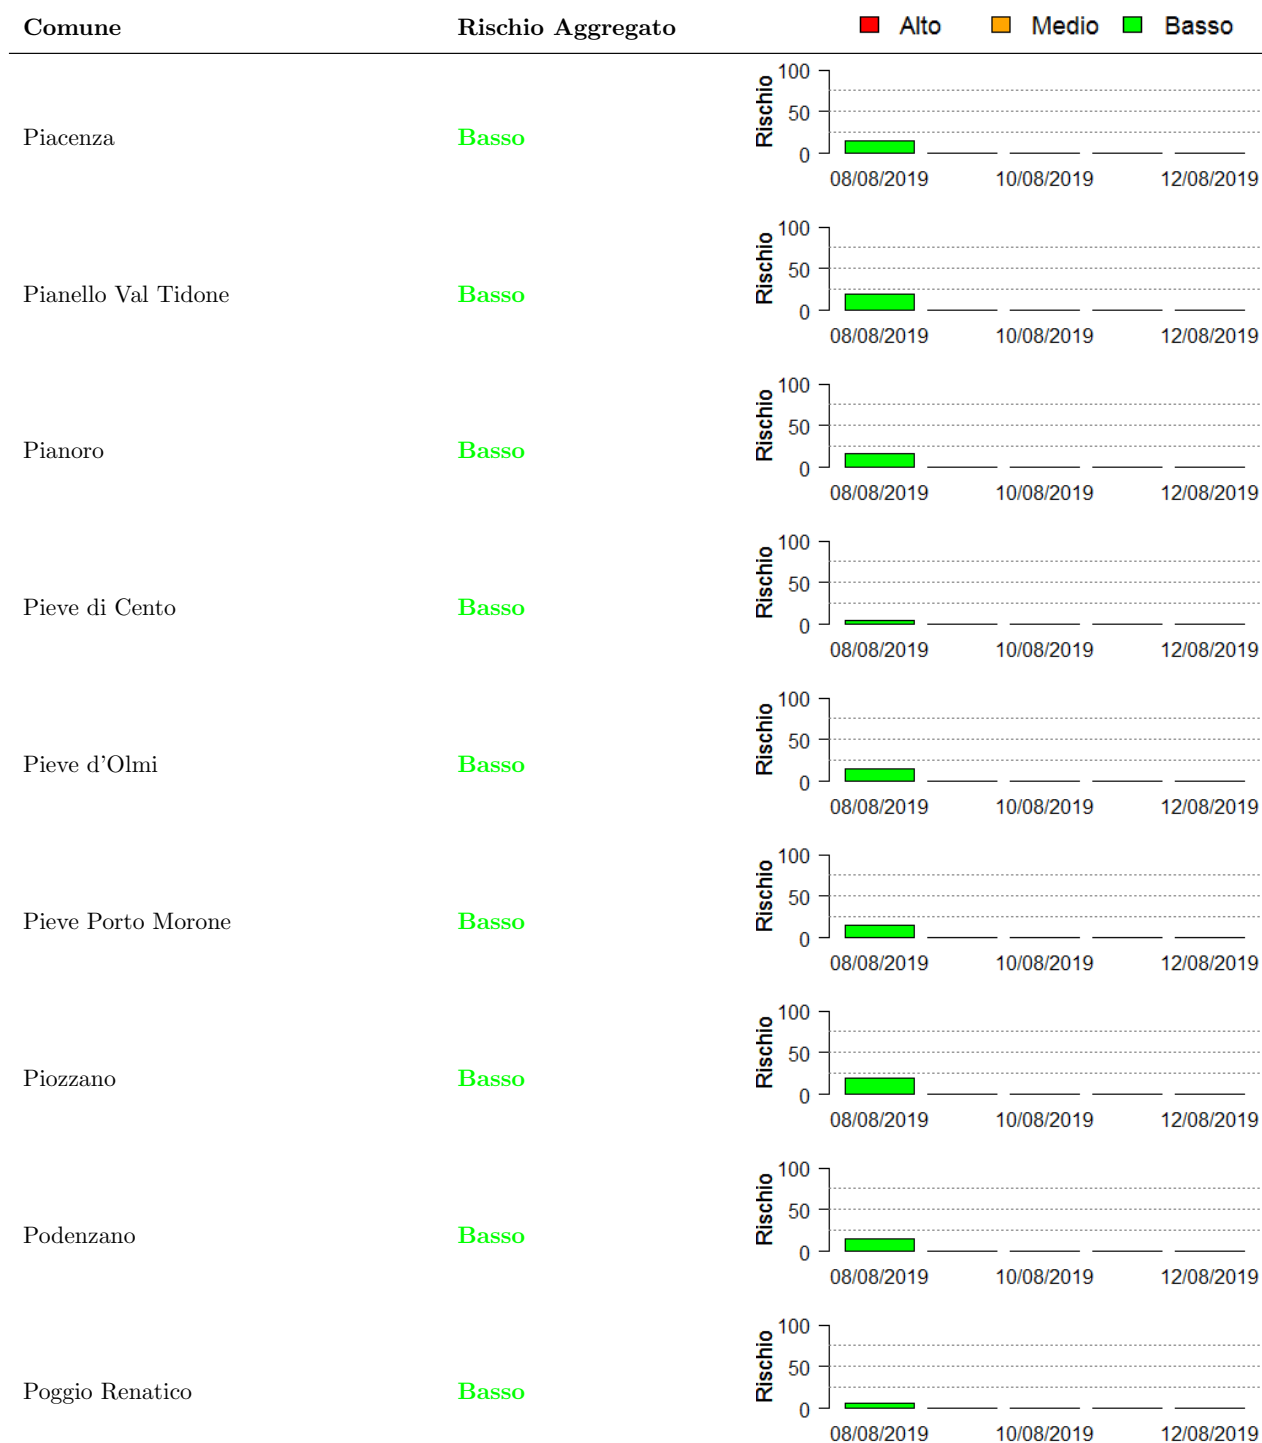 Comune Rischio Aggregato Alto Medio Basso
100
50
0
Rischio
Piacenza Basso
08/08/2019 10/08/2019 12/08/2019
100
50
0
Rischio
Pianello Val Tidone Basso
08/08/2019 10/08/2019 12/08/2019
100
50
0
Rischio
Pianoro Basso
08/08/2019 10/08/2019 12/08/2019
100
50
0
Rischio
Pieve di Cento Basso
08/08/2019 10/08/2019 12/08/2019
100
50
0
Rischio
Pieve d'Olmi Basso
08/08/2019 10/08/2019 12/08/2019
100
50
0
Rischio
Pieve Porto Morone Basso
08/08/2019 10/08/2019 12/08/2019
100
50
0
Rischio
Piozzano Basso
08/08/2019 10/08/2019 12/08/2019
100
50
0
Rischio
Podenzano Basso
08/08/2019 10/08/2019 12/08/2019
100
50
0
Rischio
Poggio Renatico Basso
08/08/2019 10/08/2019 12/08/2019